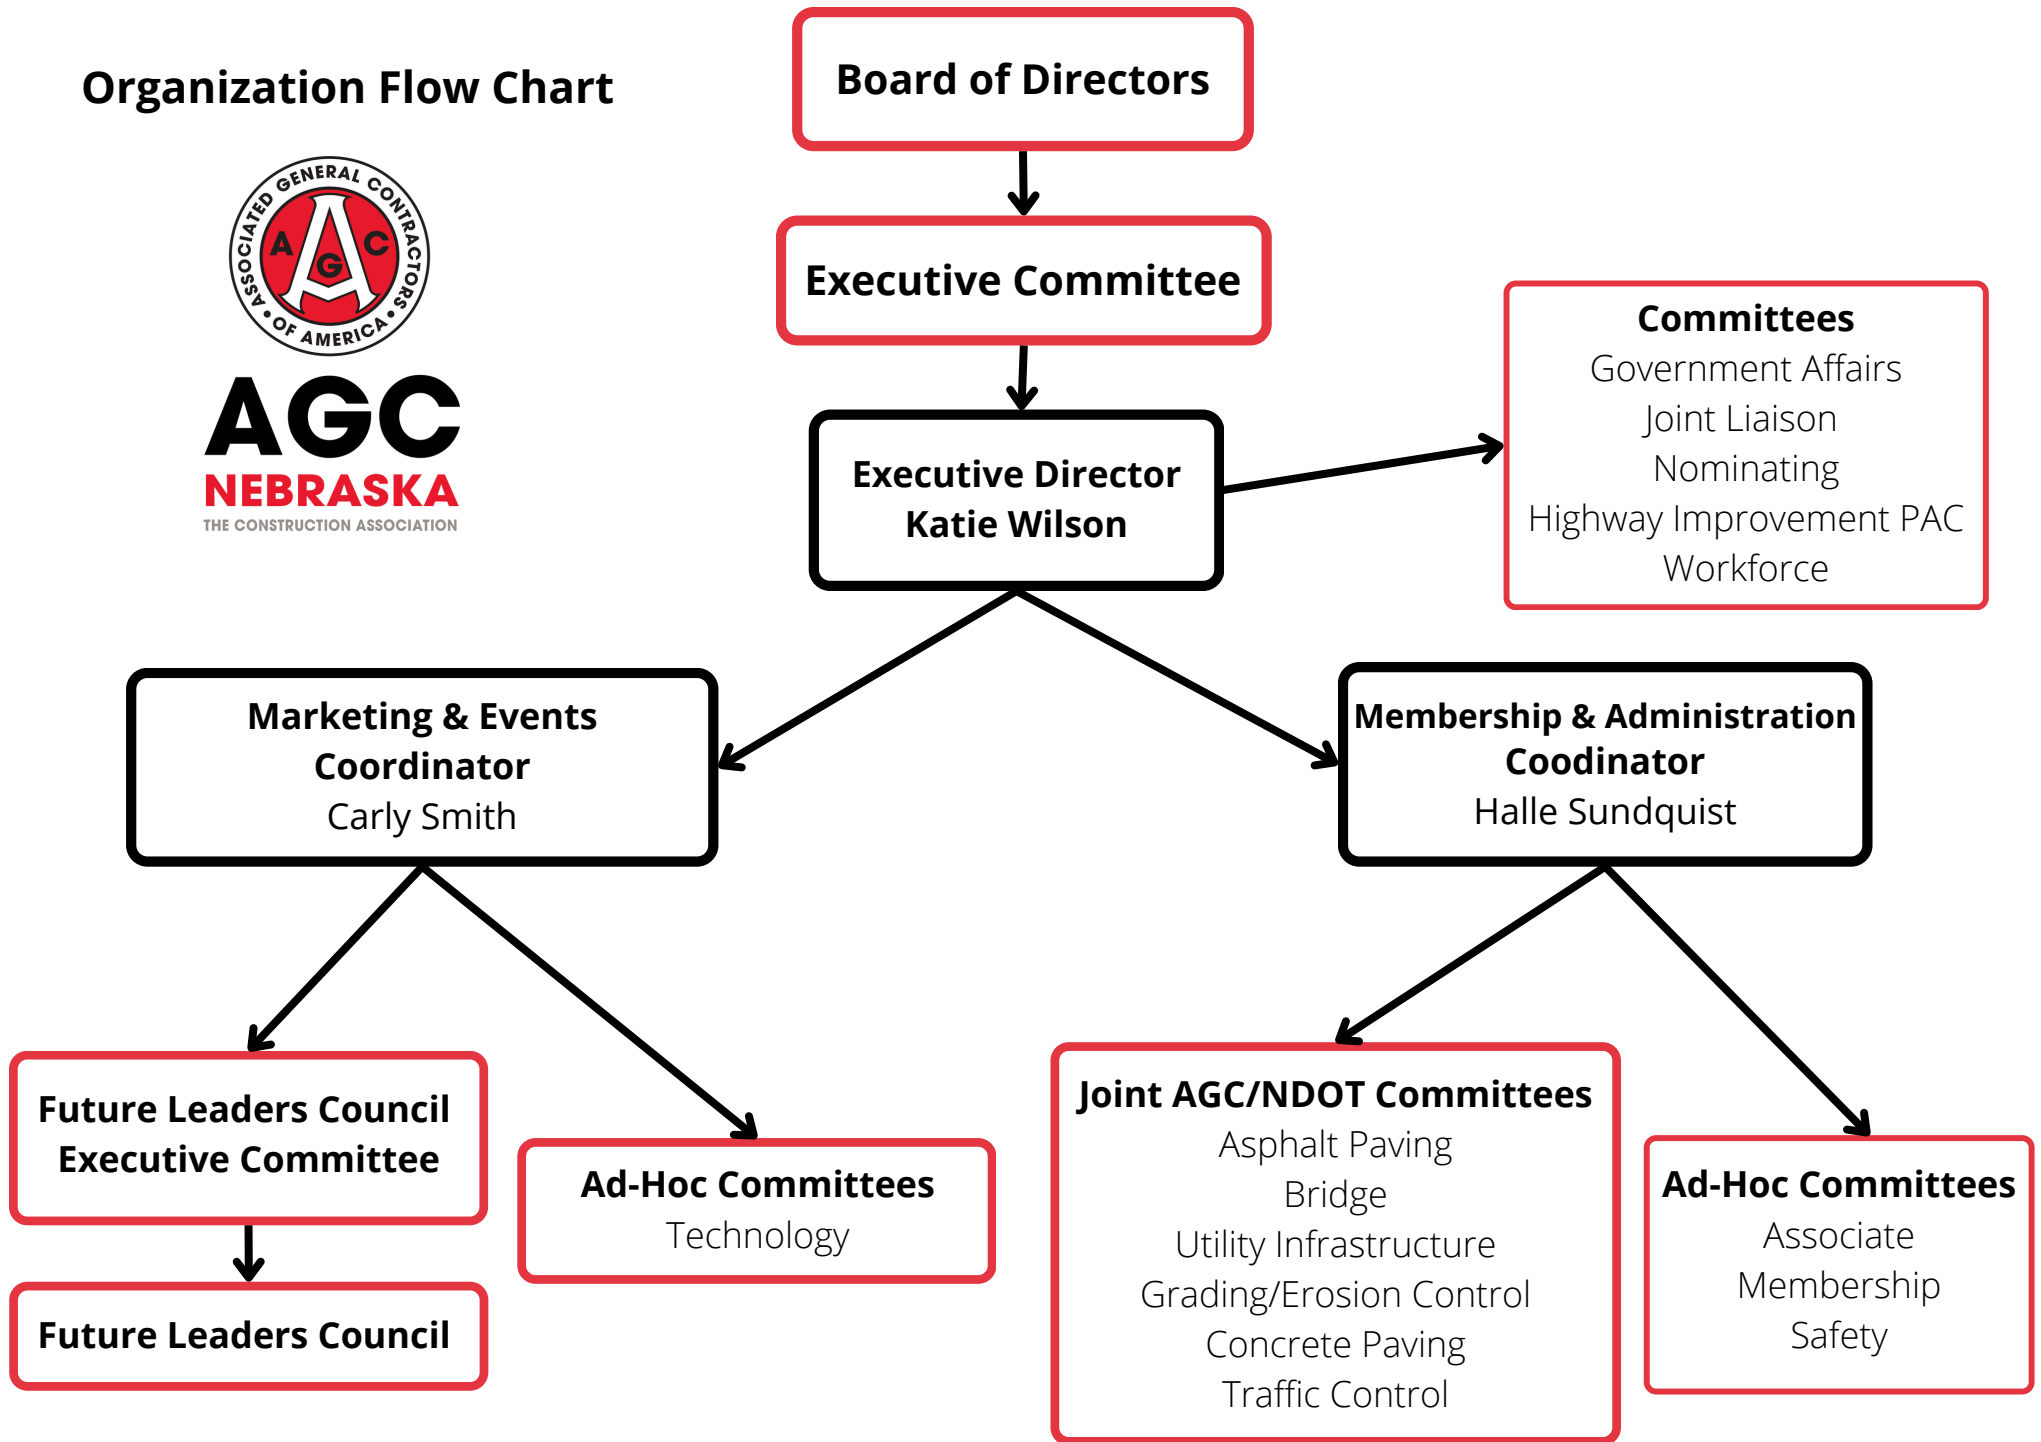 Organization Flow Chart
ASSOCIATED GENERAL CONTRACTORS
• OF AMERICA •
A G C
AGC
NEBRASKA
THE CONSTRUCTION ASSOCIATION
Board of Directors
Executive Committee
Executive Director
Katie Wilson
Committees
Government Affairs
Joint Liaison
Nominating
Highway Improvement PAC
Workforce
Marketing & Events
Coordinator
Carly Smith
Membership & Administration
Coodinator
Halle Sundquist
Future Leaders Council
Executive Committee
Future Leaders Council
Ad-Hoc Committees
Technology
Joint AGC/NDOT Committees
Asphalt Paving
Bridge
Utility Infrastructure
Grading/Erosion Control
Concrete Paving
Traffic Control
Ad-Hoc Committees
Associate
Membership
Safety